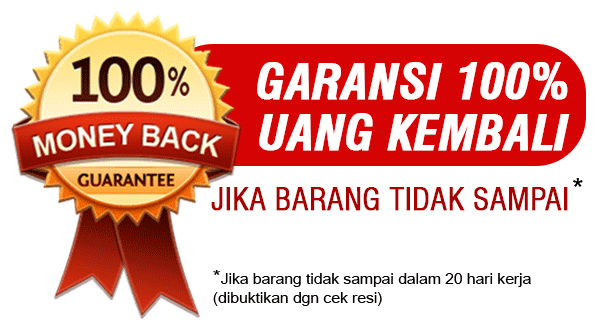 100%
MONEY BACK
GUARANTEE
GARANSI 100%
UANG KEMBALI
JIKA BARANG TIDAK SAMPAI*
*Jika barang tidak sampai dalam 20 hari kerja
(dibuktikan dgn cek resi)